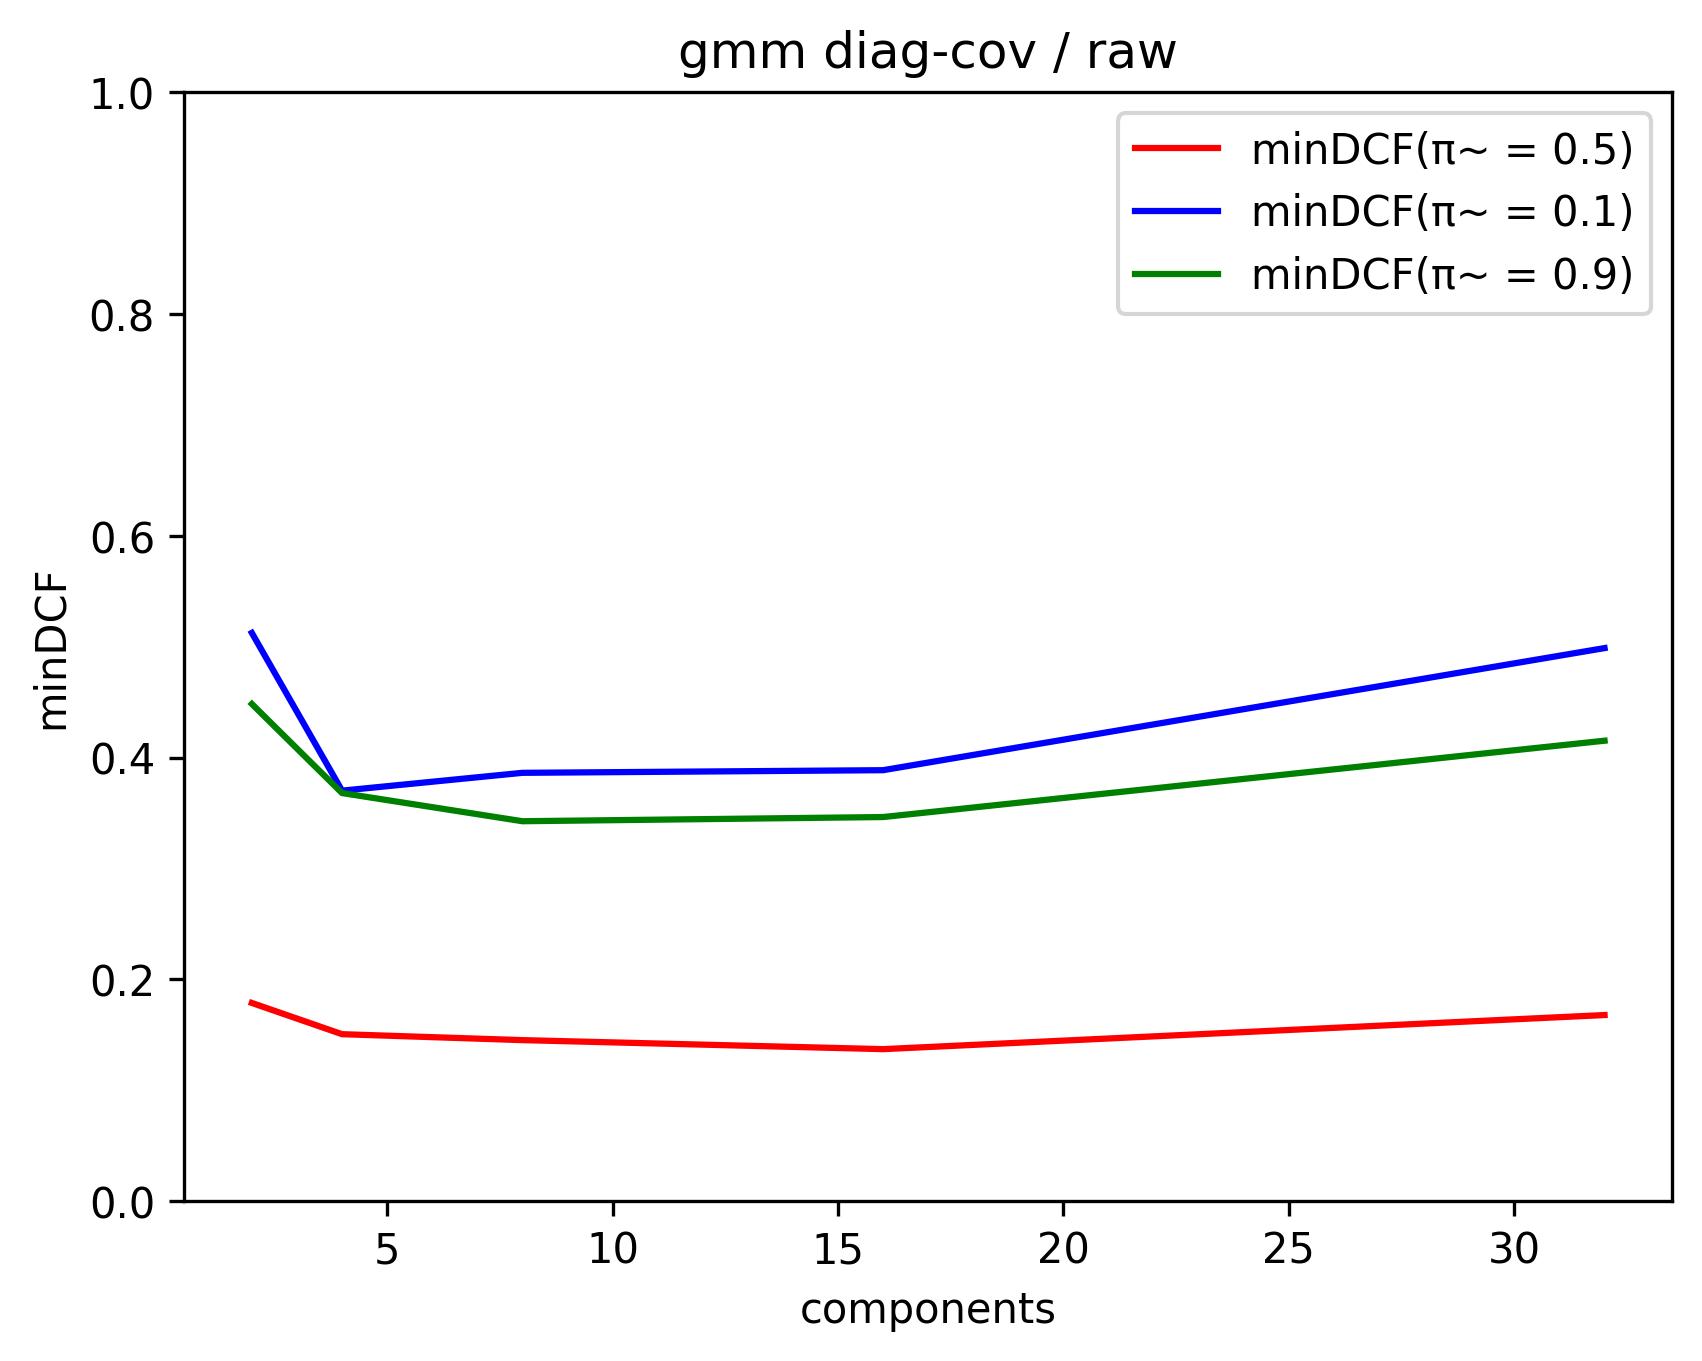 gmm diag-cov / raw
minDCF(π~ = 0.5)
minDCF(π~ = 0.1)
minDCF(π~ = 0.9)
1.0
0.8
0.6
0.4
0.2
0.0
minDCF
5 10 15 20 25 30
components